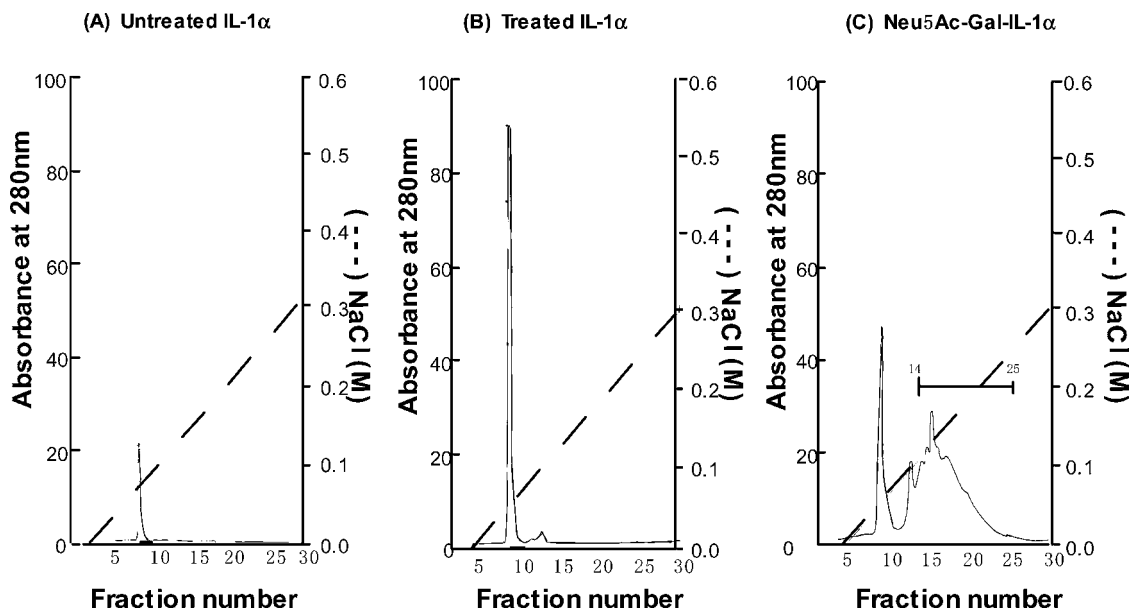 (A) Untreated IL-1α
(B) Treated IL-1α
(C) Neu5Ac-Gal-IL-1α
Absorbance at 280nm
100
80
60
40
20
0
0.6
0.5
0.4
0.3
0.2
0.1
0.0
(----) NaCl (M)
5 10 15 20 25 30
Fraction number
Absorbance at 280nm
100
80
60
40
20
0
0.6
0.5
0.4
0.3
0.2
0.1
0.0
(----) NaCl (M)
5 10 15 20 25 30
Fraction number
Absorbance at 280nm
100
80
60
40
20
0
14 25
0.6
0.5
0.4
0.3
0.2
0.1
0.0
(----) NaCl (M)
5 10 15 20 25 30
Fraction number